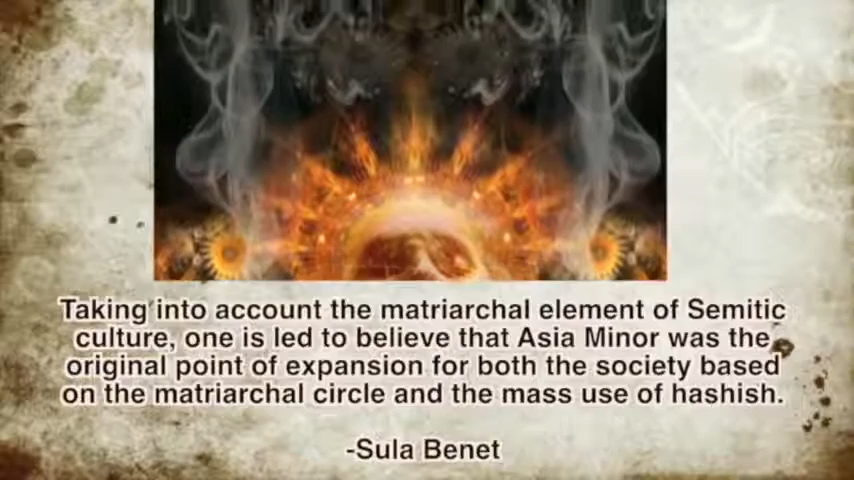 Taking into account the matriarchal element of Semitic
culture, one is led to believe that Asia Minor was the
original point of expansion for both the society based
on the matriarchal circle and the mass use of hashish.
-Sula Benet